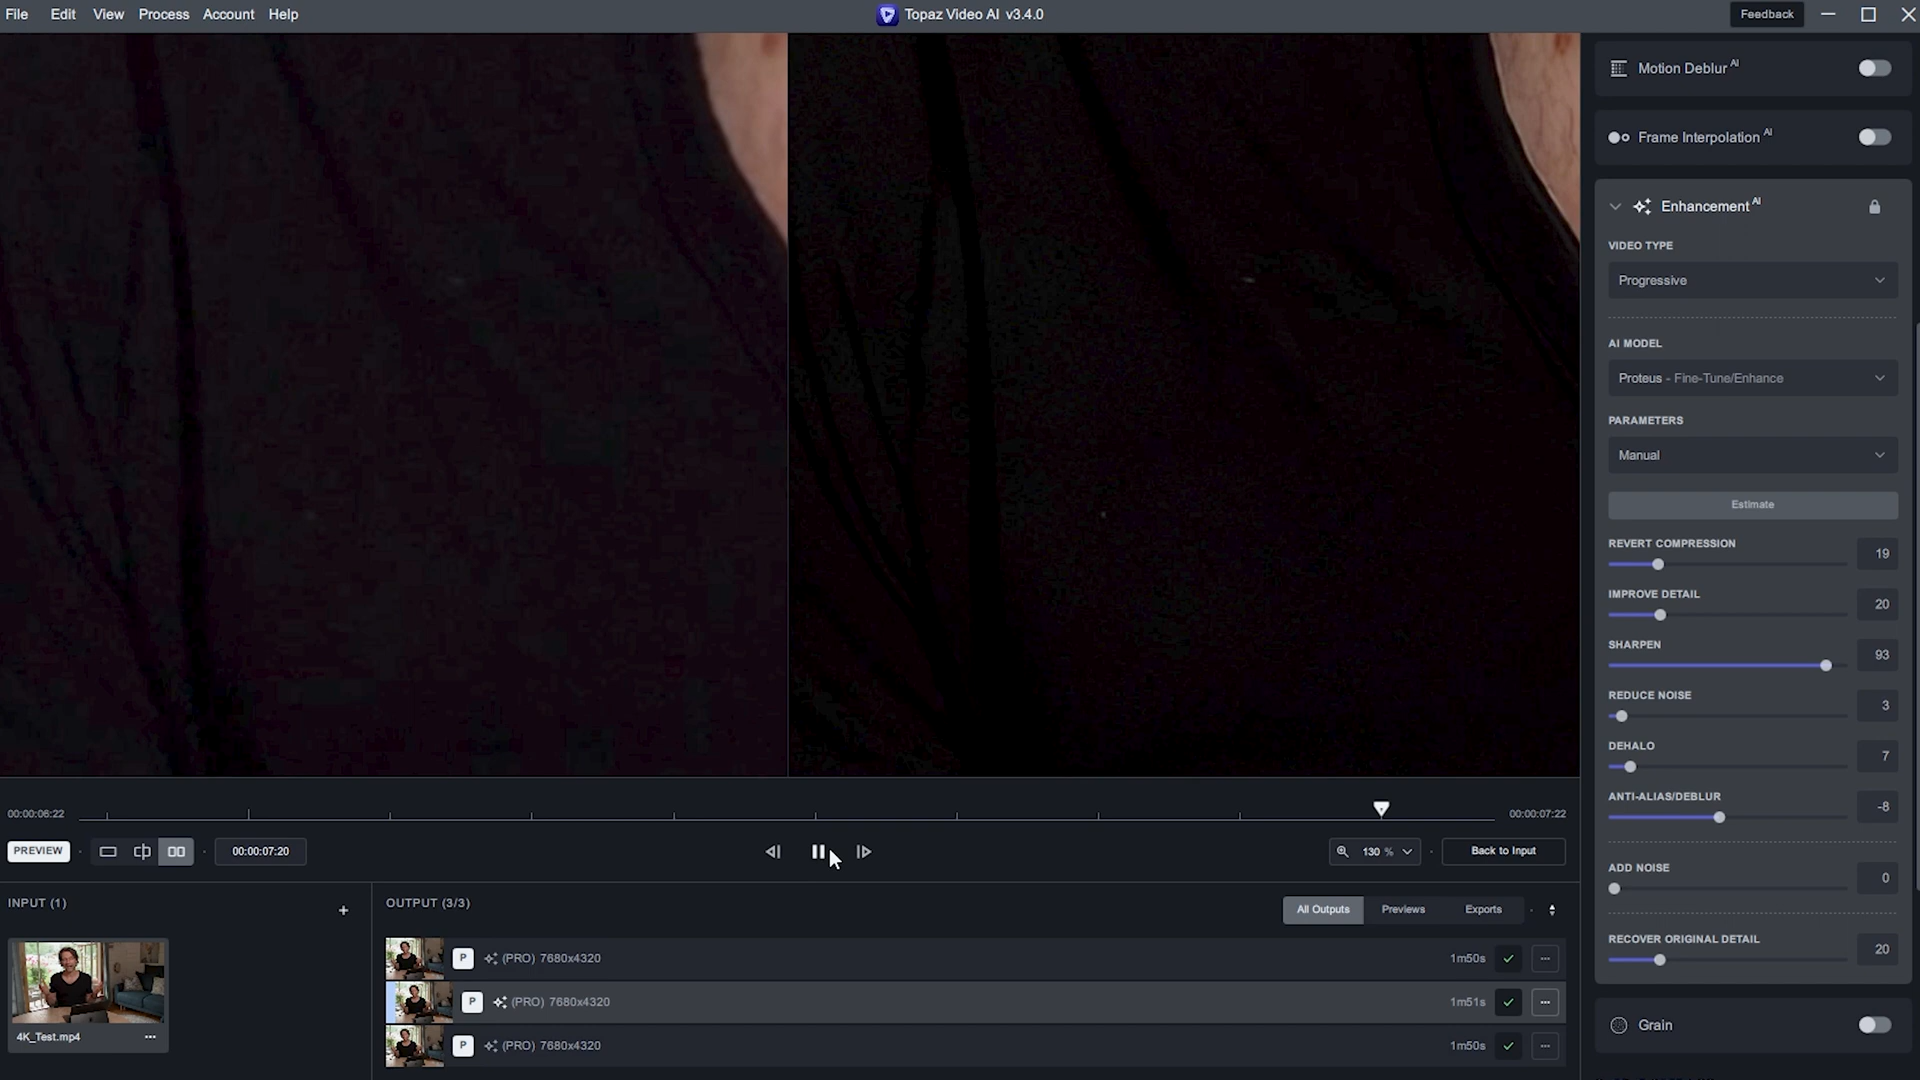 File Edit View Process Account Help
Topaz Video AI v3.4.0
Feedback
Motion Deblur AI
Frame Interpolation AI
Enhancement AI
VIDEO TYPE
Progressive
AI MODEL
Proteus - Fine-Tune/Enhance
PARAMETERS
Manual
Estimate
REVERT COMPRESSION
19
IMPROVE DETAIL
20
SHARPEN
93
REDUCE NOISE
3
DEHALO
7
ANTI-ALIAS/DEBLUR
-8
ADD NOISE
0
RECOVER ORIGINAL DETAIL
20
Grain
00:00:06:22
00:00:07:22
PREVIEW
00:00:07:20
130 %
Back to Input
INPUT (1)
+
4K_Test.mp4
OUTPUT (3/3)
All Outputs Previews Exports
P (PRO) 7680x4320 1m50s
P (PRO) 7680x4320 1m51s
P (PRO) 7680x4320 1m50s